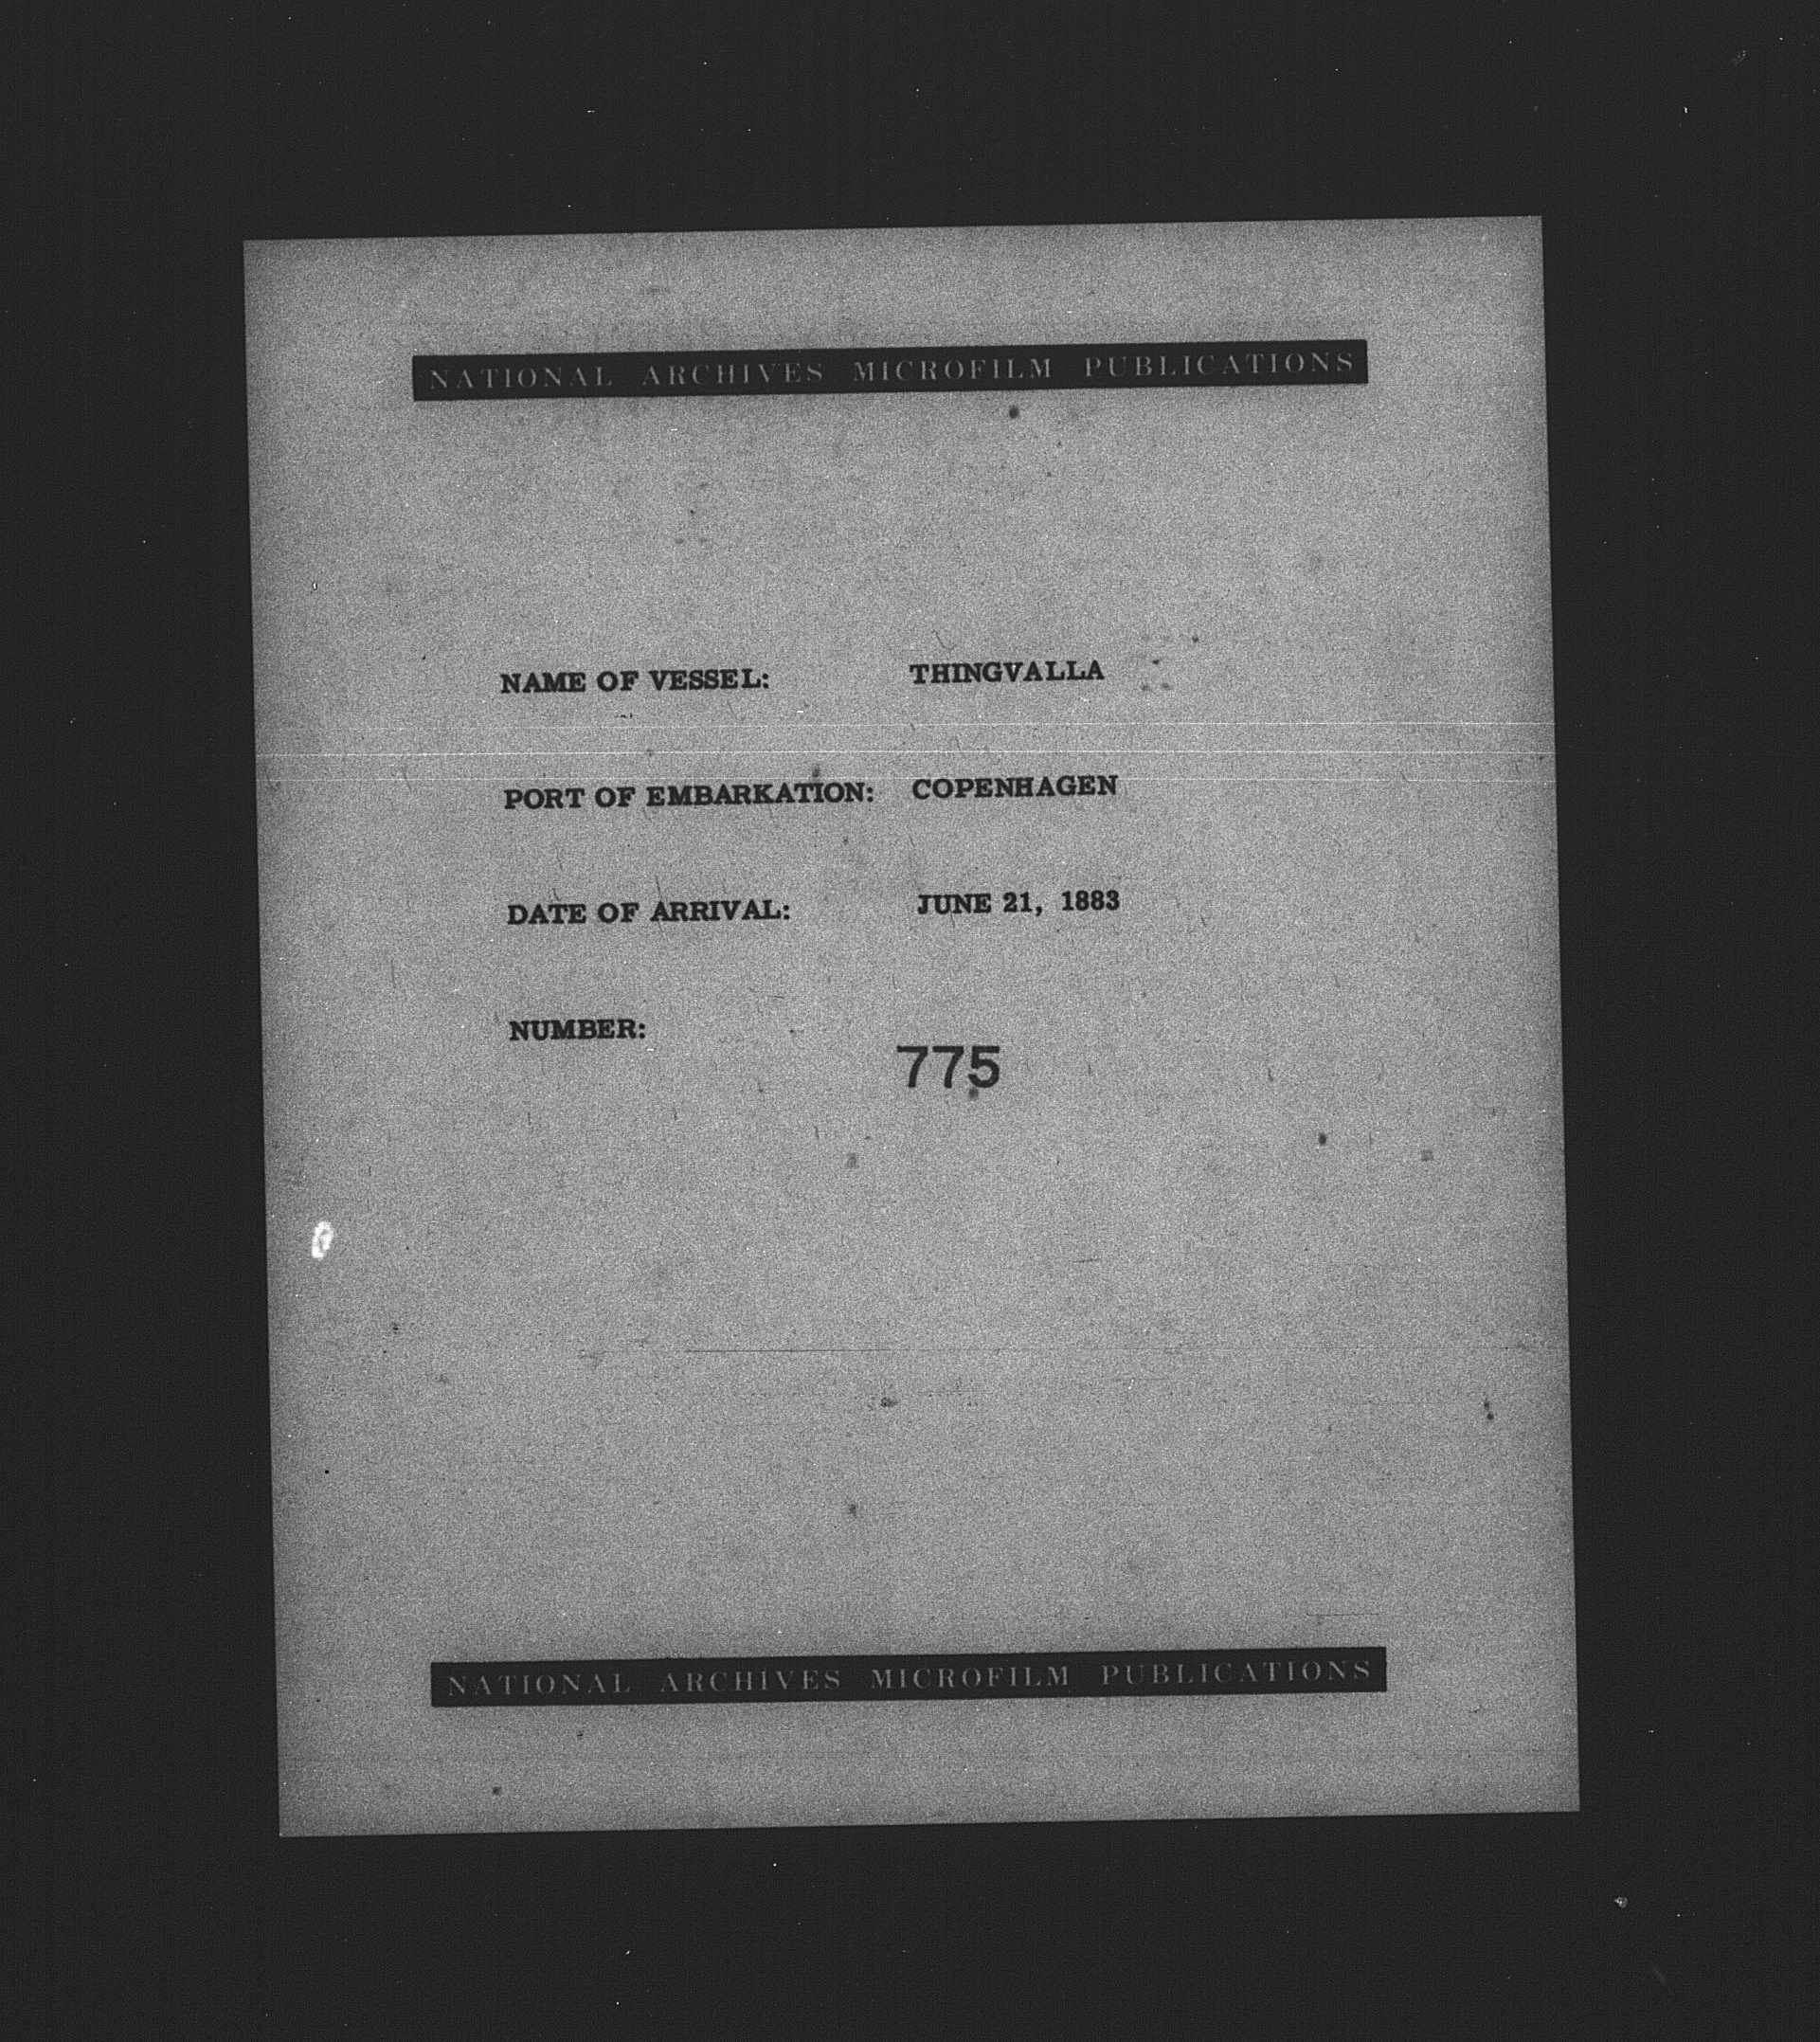 NATIONAL ARCHIVES MICROFILM PUBLICATIONS
NAME OF VESSEL: THINGVALLA
PORT OF EMBARKATION: COPENHAGEN
DATE OF ARRIVAL: JUNE 21, 1883
NUMBER:
775
NATIONAL ARCHIVES MICROFILM PUBLICATIONS